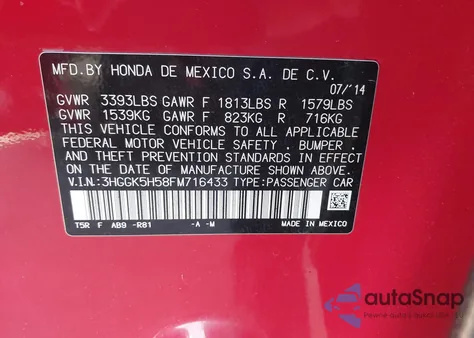 MFD.BY HONDA DE MEXICO S.A. DE C.V.
07/'14
GVWR 3393LBS GAWR F 1813LBS R 1579LBS
GVWR 1539KG GAWR F 823KG R 716KG
THIS VEHICLE CONFORMS TO ALL APPLICABLE
FEDERAL MOTOR VEHICLE SAFETY . BUMPER
AND THEFT PREVENTION STANDARDS IN EFFECT
ON THE DATE OF MANUFACTURE SHOWN ABOVE.
V.I.N:3HGGK5H58FM716433 TYPE:PASSENGER CAR
MADE IN MEXICO
T5R F AB9 -R81 -A -M
autoSnap